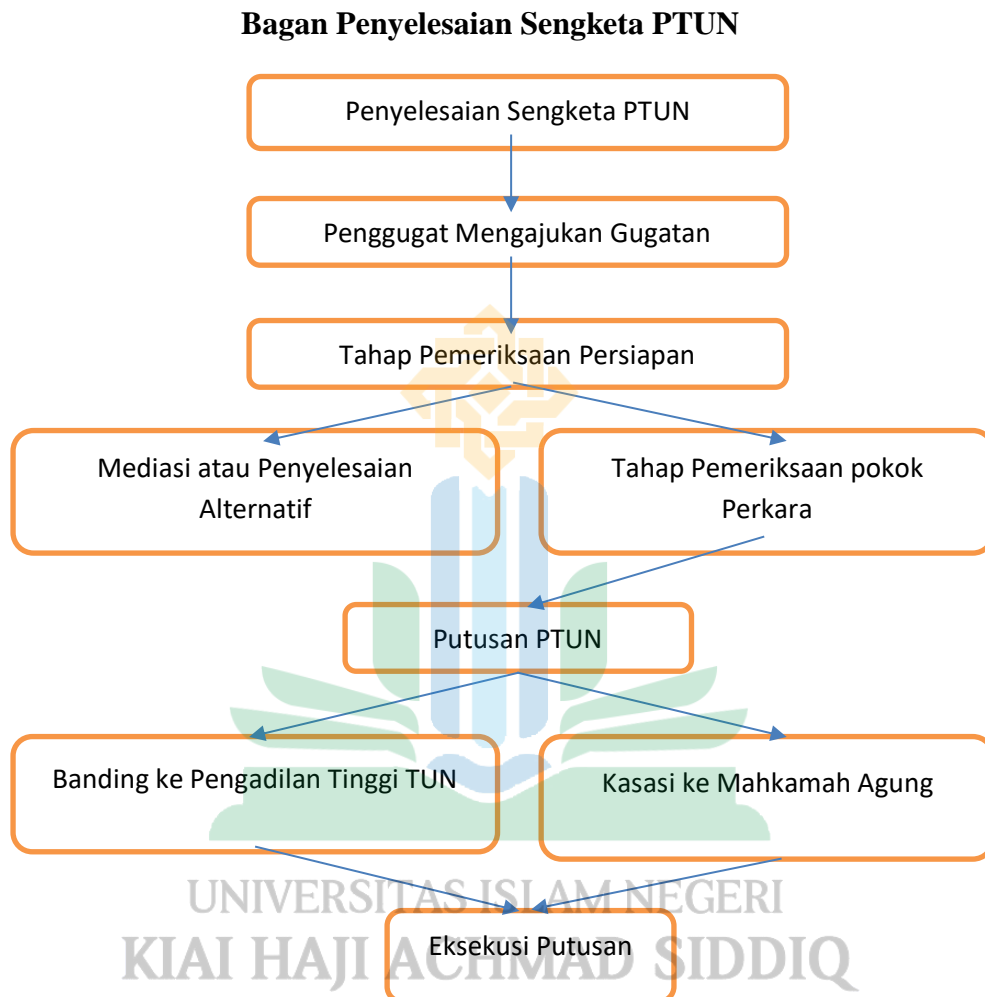 Bagan Penyelesaian Sengketa PTUN
Penyelesaian Sengketa PTUN
Penggugat Mengajukan Gugatan
Tahap Pemeriksaan Persiapan
Mediasi atau Penyelesaian
Alternatif
Tahap Pemeriksaan pokok
Perkara
Putusan PTUN
Banding ke Pengadilan Tinggi TUN
Kasasi ke Mahkamah Agung
UNIVERSITAS ISLAM NEGERI
Eksekusi Putusan
KIAI HAJI ACHMAD SIDDIQ